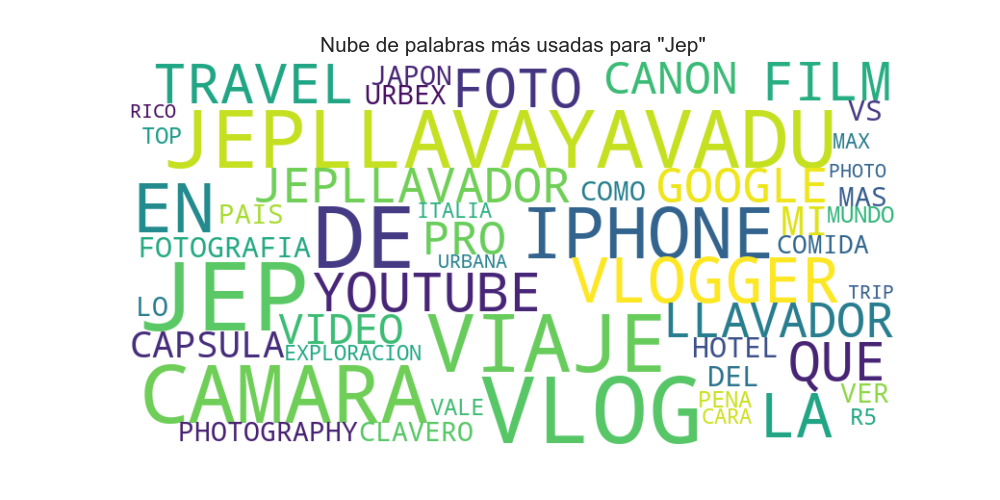 Nube de palabras más usadas para "Jep"
TRAVEL JAPON FOTO CANON FILM
RICO URBEX VS
TOP JEPLLAVAYAVADU MAX
JEPLLAVADOR COMO GOOGLE PHOTO
EN PAIS DE ITALIA IPHONE MI MAS
MUNDO
FOTOGRAFIA PRO COMIDA
URBANA
JEP YOUTUBE VLOGGER TRIP
LO VIDEO VIAJE LLAVADOR
CAPSULA EXPLORACION HOTEL QUE
CAMARA VLOG DEL VER
VALE PENA LA
PHOTOGRAPHY CLAVERO CARA R5